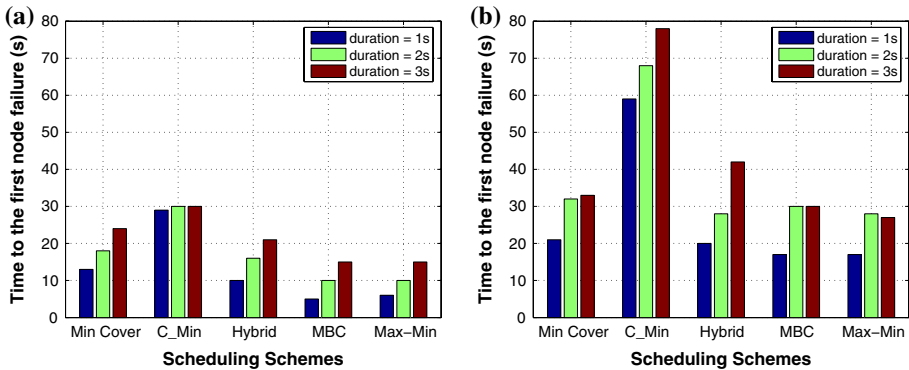 (a)
Time to the first node failure (s)
80
70
60
50
40
30
20
10
0
duration = 1s
duration = 2s
duration = 3s
Min Cover C_Min Hybrid MBC Max−Min
Scheduling Schemes
(b)
Time to the first node failure (s)
80
70
60
50
40
30
20
10
0
duration = 1s
duration = 2s
duration = 3s
Min Cover C_Min Hybrid MBC Max−Min
Scheduling Schemes